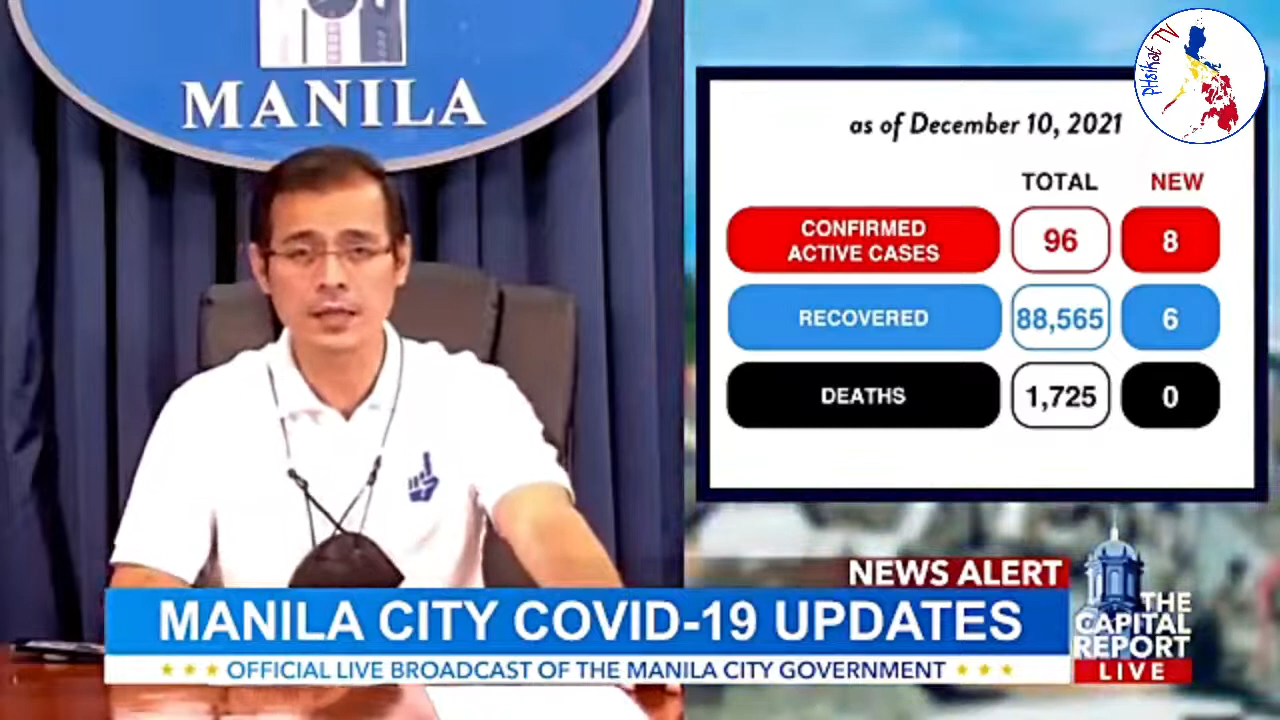 MANILA
PHsikat TV
as of December 10, 2021
TOTAL NEW
CONFIRMED
ACTIVE CASES 96 8
RECOVERED 88,565 6
DEATHS 1,725 0
NEWS ALERT
MANILA CITY COVID-19 UPDATES
OFFICIAL LIVE BROADCAST OF THE MANILA CITY GOVERNMENT
THE
CAPITAL
REPORT
LIVE